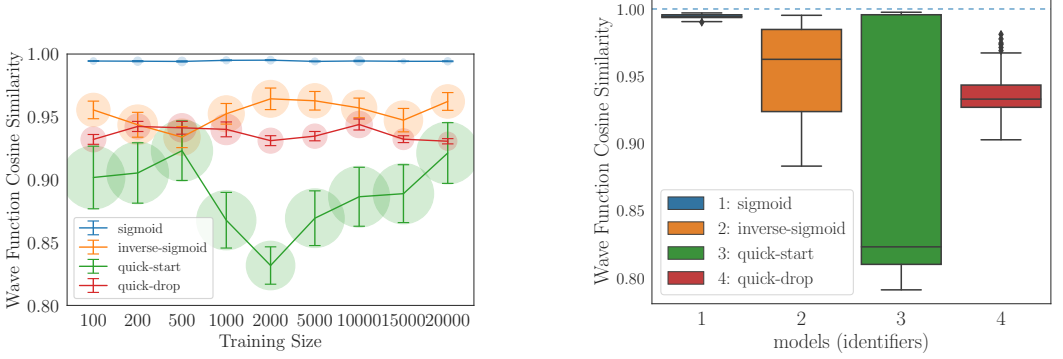 Wave Function Cosine Similarity
1.00
0.95
0.90
0.85
0.80
sigmoid
inverse-sigmoid
quick-start
quick-drop
100 200 500 1000 2000 5000 10000 15000 20000
Training Size
Wave Function Cosine Similarity
1.00
0.95
0.90
0.85
0.80
1: sigmoid
2: inverse-sigmoid
3: quick-start
4: quick-drop
1 2 3 4
models (identifiers)